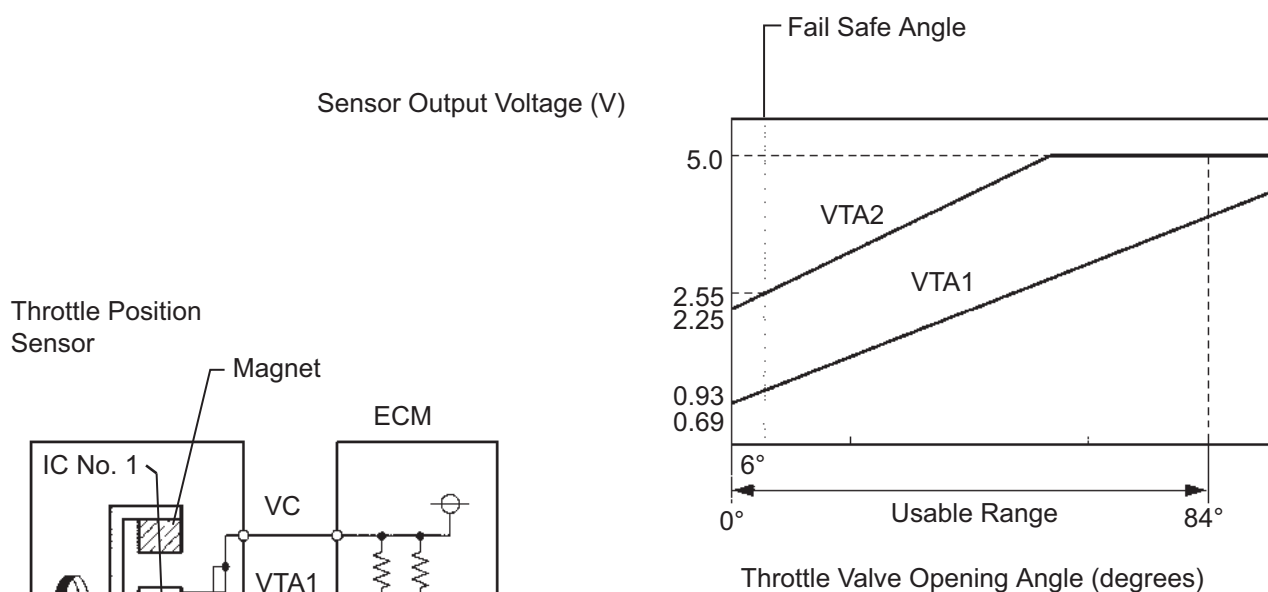 Fail Safe Angle
Sensor Output Voltage (V)
5.0
VTA2
VTA1
2.55
2.25
0.93
0.69
6°
0°
Usable Range
84°
Throttle Valve Opening Angle (degrees)
Throttle Position
Sensor
Magnet
ECM
IC No. 1
VC
VTA1